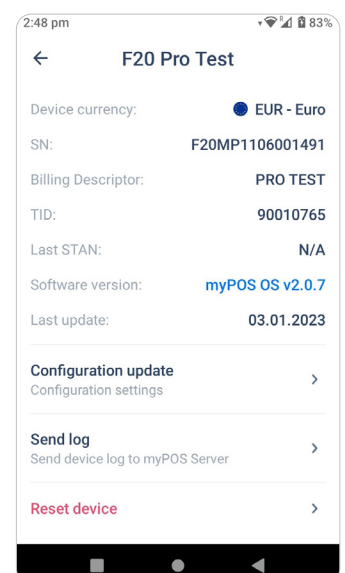 2:48 pm R 83%
F20 Pro Test
Device currency: EUR - Euro
SN: F20MP1106001491
Billing Descriptor: PRO TEST
TID: 90010765
Last STAN: N/A
Software version: myPOS OS v2.0.7
Last update: 03.01.2023
Configuration update
Configuration settings
Send log
Send device log to myPOS Server
Reset device